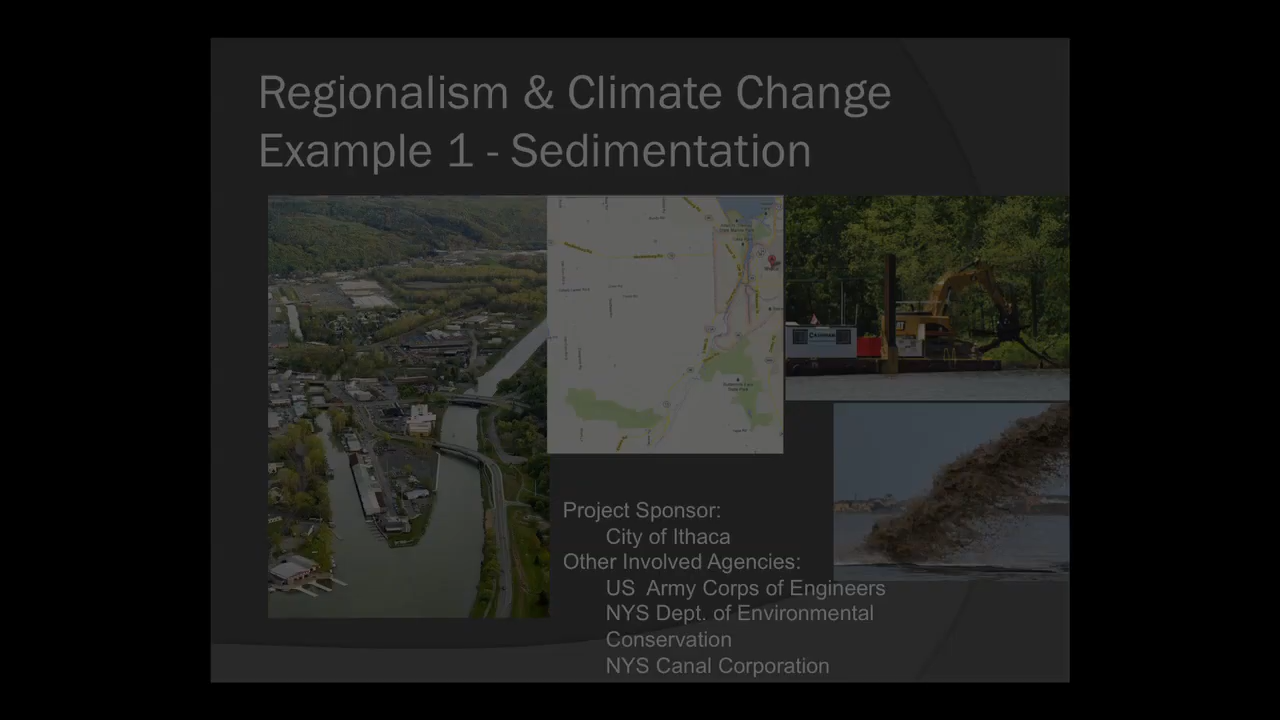 Regionalism & Climate Change
Example 1 - Sedimentation
CAT
Project Sponsor:
City of Ithaca
Other Involved Agencies:
US  Army Corps of Engineers
NYS Dept. of Environmental
Conservation
NYS Canal Corporation